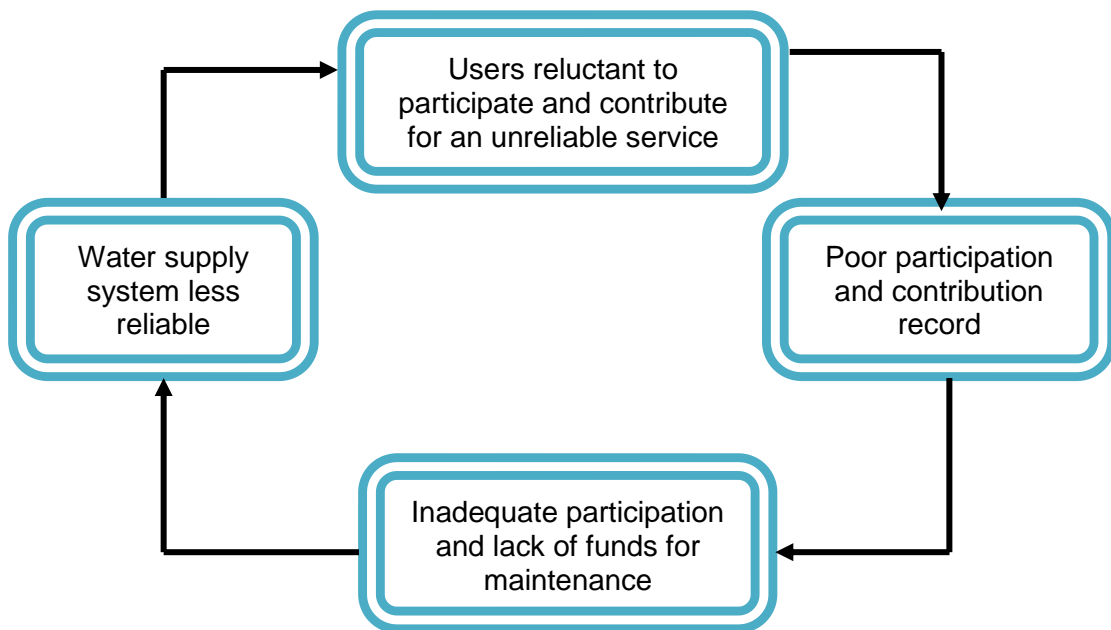 Users reluctant to
participate and contribute
for an unreliable service
Water supply
system less
reliable
Poor participation
and contribution
record
Inadequate participation
and lack of funds for
maintenance